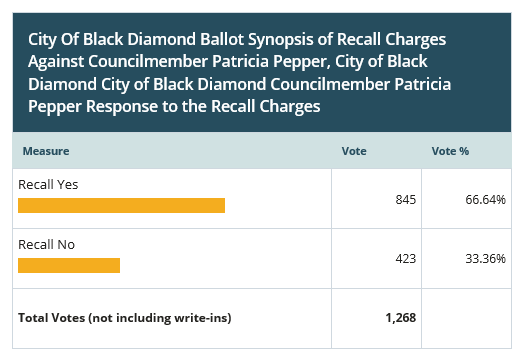 City Of Black Diamond Ballot Synopsis of Recall Charges
Against Councilmember Patricia Pepper, City of Black
Diamond City of Black Diamond Councilmember Patricia
Pepper Response to the Recall Charges
Measure Vote Vote %
Recall Yes 845 66.64%
Recall No 423 33.36%
Total Votes (not including write-ins) 1,268